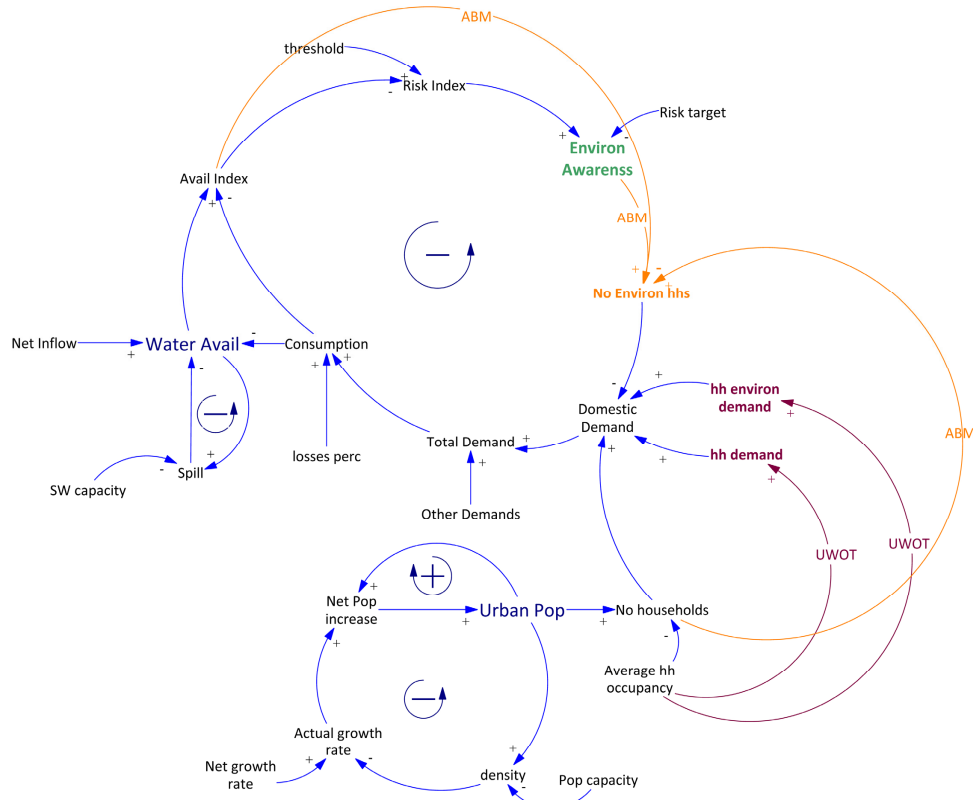 ABM
threshold
Risk Index
Risk target
Environ
Awarenss
Avail Index
ABM
No Environ hhs
Net Inflow
Water Avail
Consumption
hh environ
demand
Domestic
Demand
ABM
Total Demand
hh demand
losses perc
Spill
SW capacity
Other Demands
UWOT
UWOT
Net Pop
increase
Urban Pop
No households
Average hh
occupancy
Actual growth
rate
Net growth
rate
density
Pop capacity